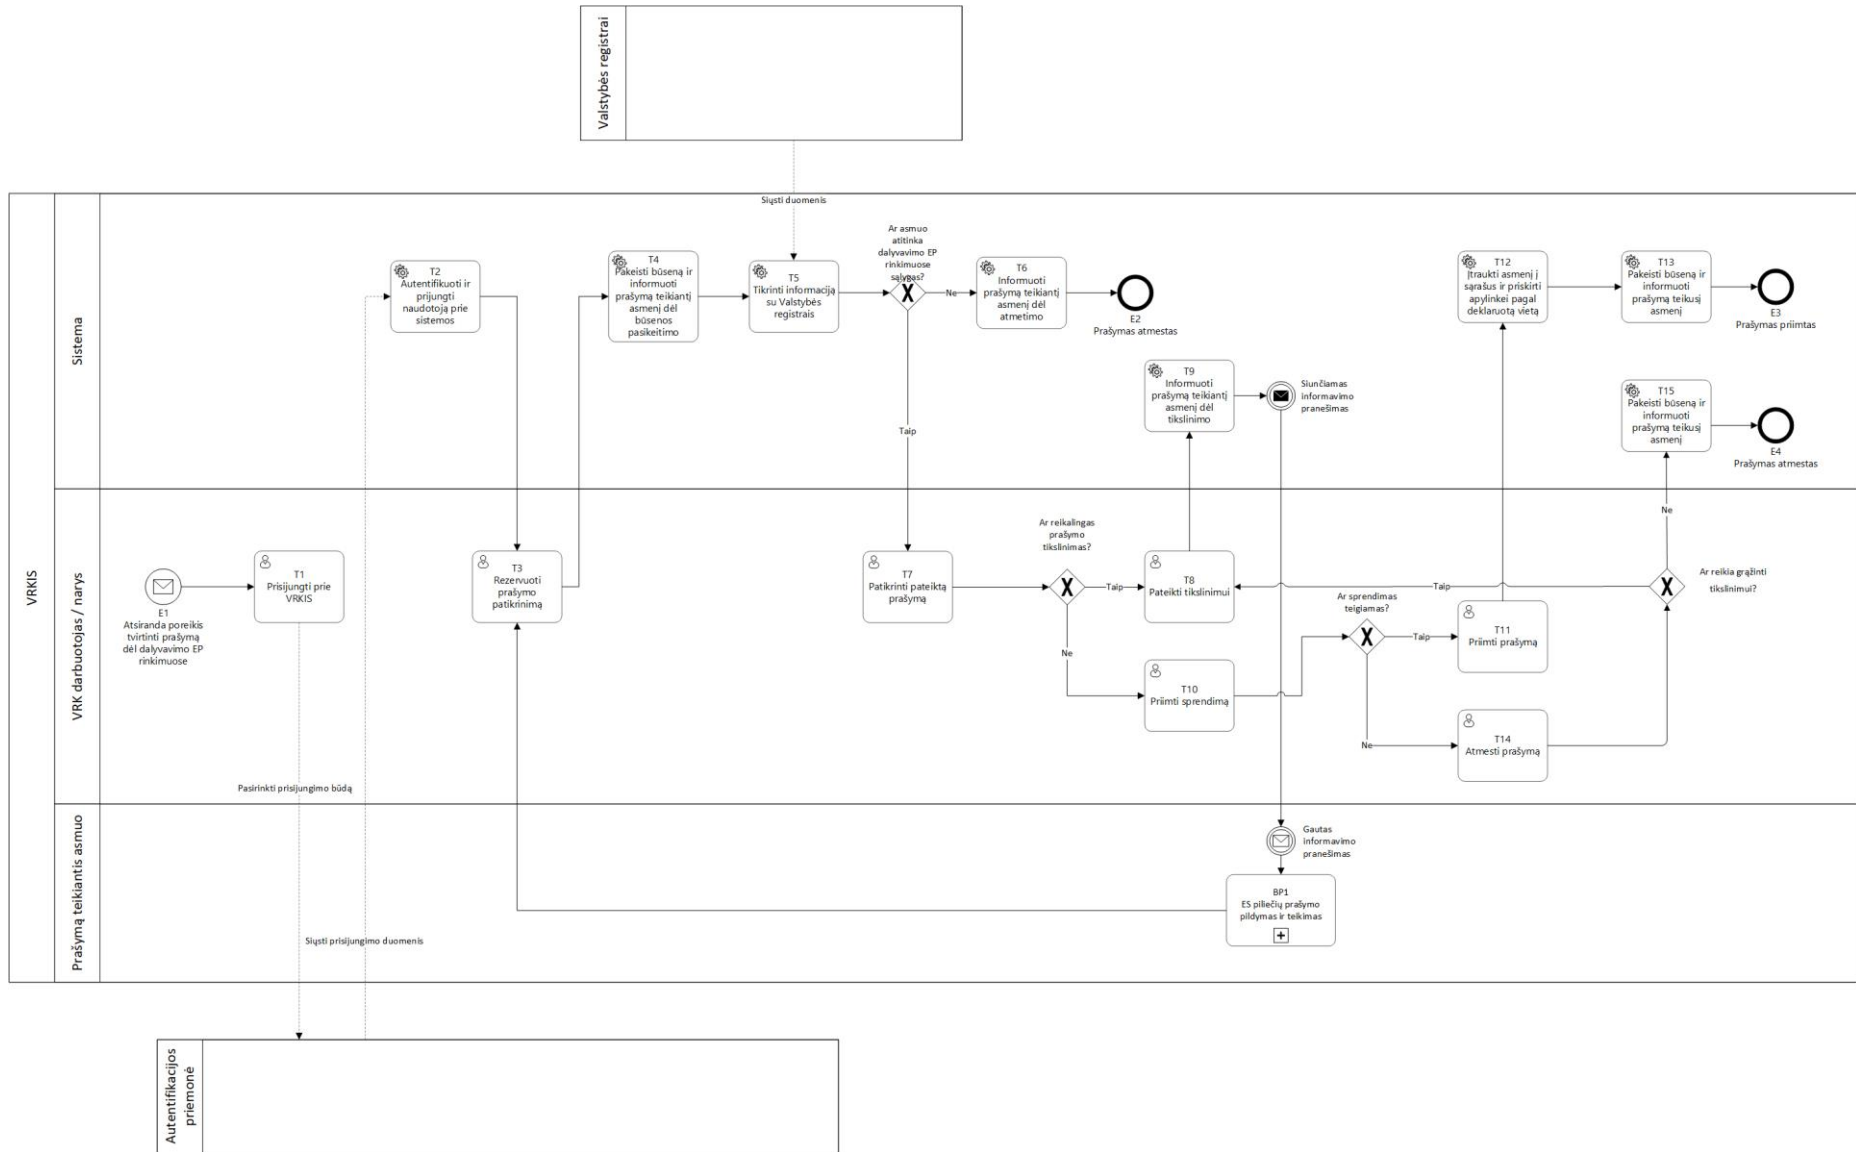 Valstybės registrai
VRKIS
Sistema
VRK darbuotojas / narys
Prašymą teikiantis asmuo
Autentifikacijos
priemonė
Siųsti duomenis
T2
Autentifikuoti ir
prijungti
naudotoją prie
sistemos
T4
Pakeisti būseną ir
informuoti
prašymą teikiantį
asmenį dėl
būsenos
pasikeitimo
T5
Tikrinti informaciją
su Valstybės
registrais
Ar asmuo
atitinka
dalyvavimo EP
rinkimuose
sąlygas?
Ne
Taip
T6
Informuoti
prašymą teikiantį
asmenį dėl
atmetimo
E2
Prašymas atmestas
T9
Informuoti
prašymą teikiantį
asmenį dėl
tikslinimo
Siunčiamas
informavimo
pranešimas
T12
Įtraukti asmenį į
sąrašus ir priskirti
apylinkei pagal
deklaruotą vietą
T13
Pakeisti būseną ir
informuoti
prašymą teikusį
asmenį
E3
Prašymas priimtas
T15
Pakeisti būseną ir
informuoti
prašymą teikusį
asmenį
E4
Prašymas atmestas
E1
Atsiranda poreikis
tvirtinti prašymą
dėl dalyvavimo EP
rinkimuose
T1
Prisijungti prie
VRKIS
T3
Rezervuoti
prašymo
patikrinimą
T7
Patikrinti pateiktą
prašymą
Ar reikalingas
prašymo
tikslinimas?
Taip
Ne
T8
Pateikti tikslinimui
T10
Priimti sprendimą
Ar sprendimas
teigiamas?
Taip
Ne
T11
Priimti prašymą
T14
Atmesti prašymą
Ar reikia grąžinti
tikslinimui?
Taip
Ne
Pasirinkti prisijungimo būdą
Siųsti prisijungimo duomenis
Gautas
informavimo
pranešimas
BP1
ES piliečių prašymo
pildymas ir teikimas